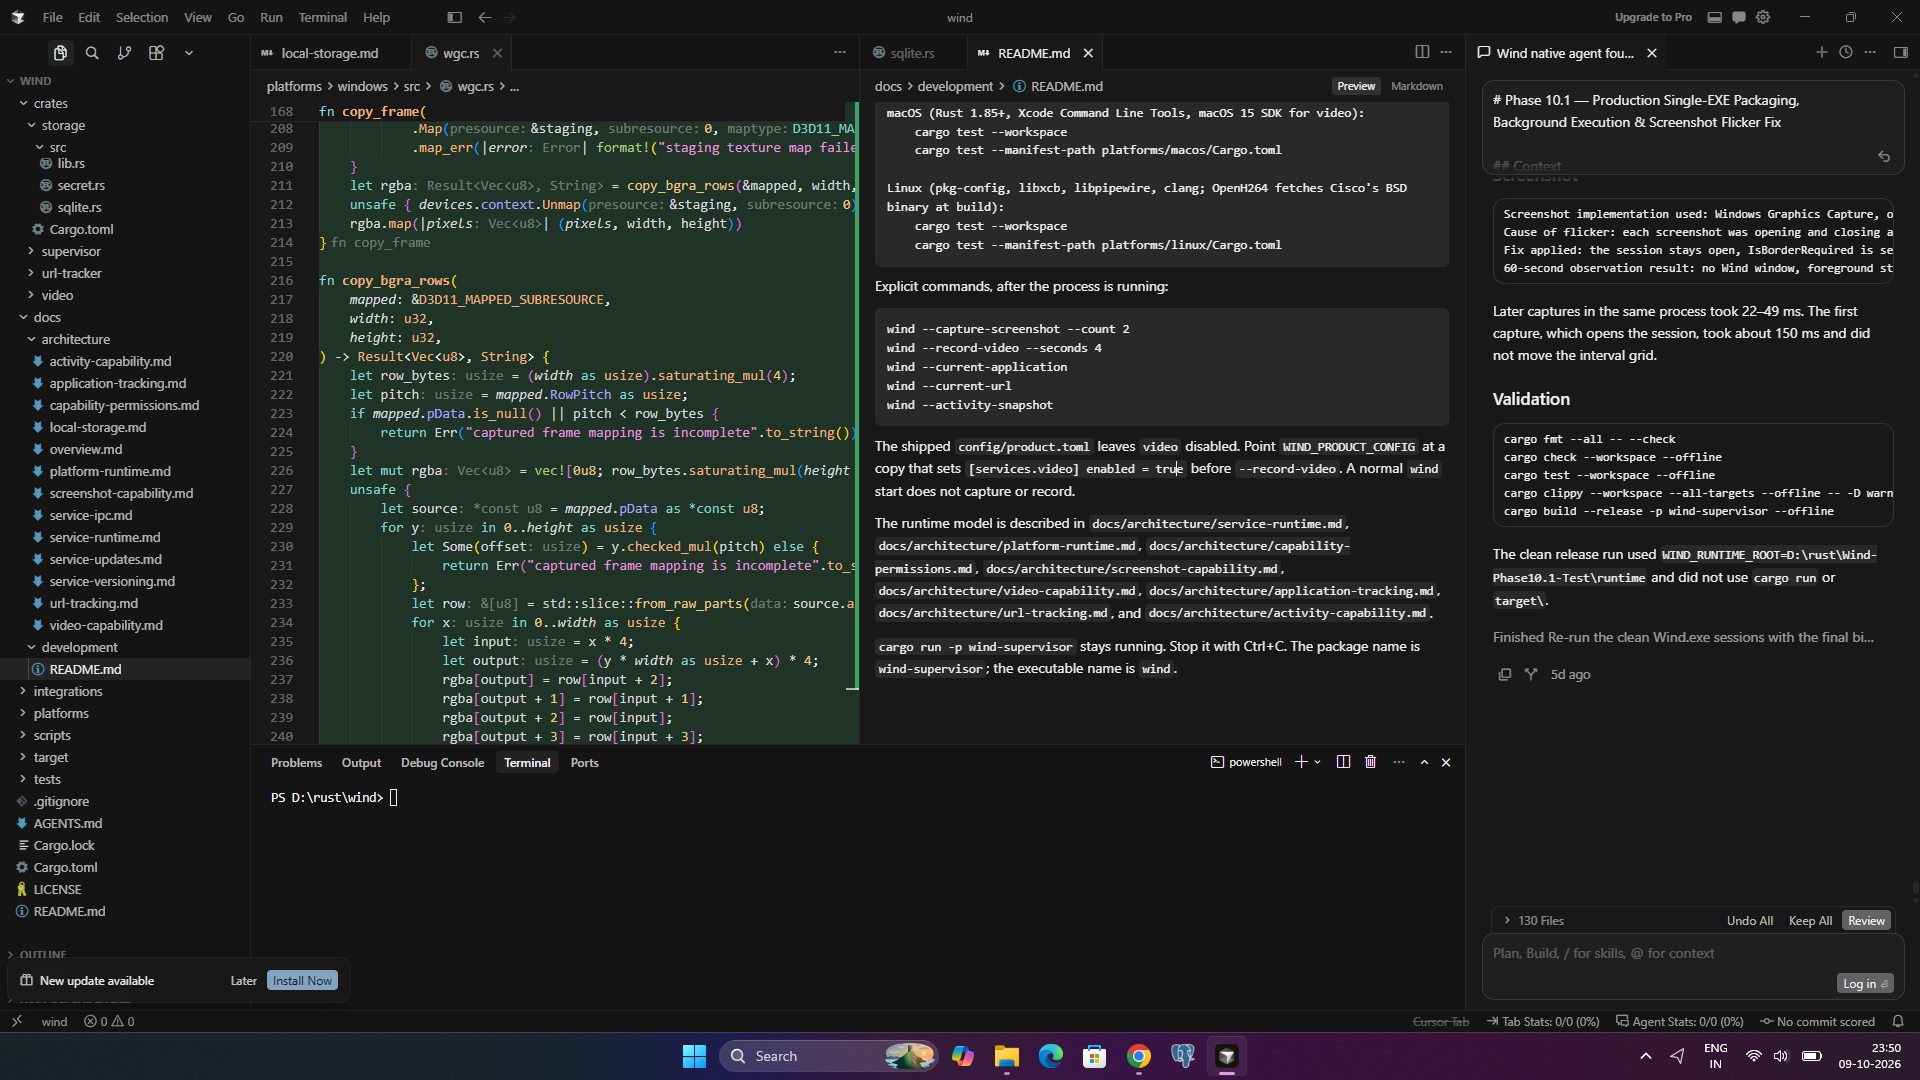 File Edit Selection View Go Run Terminal Help
wind
Upgrade to Pro
WIND
crates
storage
src
lib.rs
secret.rs
sqlite.rs
Cargo.toml
supervisor
url-tracker
video
docs
architecture
activity-capability.md
application-tracking.md
capability-permissions.md
local-storage.md
overview.md
platform-runtime.md
screenshot-capability.md
service-ipc.md
service-runtime.md
service-updates.md
service-versioning.md
url-tracking.md
video-capability.md
development
README.md
integrations
platforms
scripts
target
tests
.gitignore
AGENTS.md
Cargo.lock
Cargo.toml
LICENSE
README.md
OUTLINE
New update available Later Install Now
local-storage.md wgc.rs
platforms > windows > src > wgc.rs > ...
168 fn copy_frame(
208 .Map(presource: &staging, subresource: 0, maptype: D3D11_MA
209 .map_err(|error: Error| format!("staging texture map faile
210 }
211 let rgba: Result<Vec<u8>, String> = copy_bgra_rows(&mapped, width,
212 unsafe { devices.context.Unmap(presource: &staging, subresource: 0)
213 rgba.map(|pixels: Vec<u8>| (pixels, width, height))
214 } fn copy_frame
215
216 fn copy_bgra_rows(
217 mapped: &D3D11_MAPPED_SUBRESOURCE,
218 width: u32,
219 height: u32,
220 ) -> Result<Vec<u8>, String> {
221 let row_bytes: usize = (width as usize).saturating_mul(4);
222 let pitch: usize = mapped.RowPitch as usize;
223 if mapped.pData.is_null() || pitch < row_bytes {
224 return Err("captured frame mapping is incomplete".to_string())
225 }
226 let mut rgba: Vec<u8> = vec![0u8; row_bytes.saturating_mul(height
227 unsafe {
228 let source: *const u8 = mapped.pData as *const u8;
229 for y: usize in 0..height as usize {
230 let Some(offset: usize) = y.checked_mul(pitch) else {
231 return Err("captured frame mapping is incomplete".to_s
232 };
233 let row: &[u8] = std::slice::from_raw_parts(data: source.a
234 for x: usize in 0..width as usize {
235 let input: usize = x * 4;
236 let output: usize = (y * width as usize + x) * 4;
237 rgba[output] = row[input + 2];
238 rgba[output + 1] = row[input + 1];
239 rgba[output + 2] = row[input];
240 rgba[output + 3] = row[input + 3];
sqlite.rs README.md
docs > development > README.md Preview Markdown
macOS (Rust 1.85+, Xcode Command Line Tools, macOS 15 SDK for video):
cargo test --workspace
cargo test --manifest-path platforms/macos/Cargo.toml
Linux (pkg-config, libxcb, libpipewire, clang; OpenH264 fetches Cisco's BSD
binary at build):
cargo test --workspace
cargo test --manifest-path platforms/linux/Cargo.toml
Explicit commands, after the process is running:
wind --capture-screenshot --count 2
wind --record-video --seconds 4
wind --current-application
wind --current-url
wind --activity-snapshot
The shipped config/product.toml leaves video disabled. Point WIND_PRODUCT_CONFIG at a
copy that sets [services.video] enabled = true before --record-video. A normal wind
start does not capture or record.
The runtime model is described in docs/architecture/service-runtime.md,
docs/architecture/platform-runtime.md, docs/architecture/capability-
permissions.md, docs/architecture/screenshot-capability.md,
docs/architecture/video-capability.md, docs/architecture/application-tracking.md,
docs/architecture/url-tracking.md, and docs/architecture/activity-capability.md.
cargo run -p wind-supervisor stays running. Stop it with Ctrl+C. The package name is
wind-supervisor; the executable name is wind.
Problems Output Debug Console Terminal Ports
powershell
PS D:\rust\wind>
Wind native agent fou...
# Phase 10.1 — Production Single-EXE Packaging,
Background Execution & Screenshot Flicker Fix
## Context
Screenshot
Screenshot implementation used: Windows Graphics Capture, o
Cause of flicker: each screenshot was opening and closing a
Fix applied: the session stays open, IsBorderRequired is se
60-second observation result: no Wind window, foreground st
Later captures in the same process took 22–49 ms. The first
capture, which opens the session, took about 150 ms and did
not move the interval grid.
Validation
cargo fmt --all -- --check
cargo check --workspace --offline
cargo test --workspace --offline
cargo clippy --workspace --all-targets --offline -- -D warn
cargo build --release -p wind-supervisor --offline
The clean release run used WIND_RUNTIME_ROOT=D:\rust\Wind-
Phase10.1-Test\runtime and did not use cargo run or
target\.
Finished Re-run the clean Wind.exe sessions with the final bi...
5d ago
130 Files Undo All Keep All Review
Plan, Build, / for skills, @ for context
Log in
wind 0 0
Cursor Tab Tab Stats: 0/0 (0%) Agent Stats: 0/0 (0%) No commit scored
Search
ENG
IN
23:50
09-10-2026